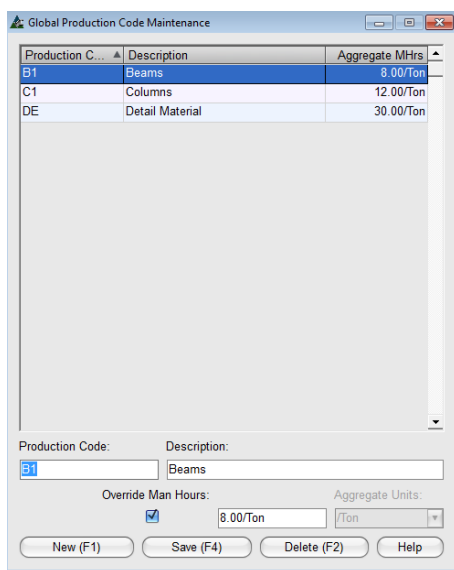 Global Production Code Maintenance
Production C... Description Aggregate MHrs
B1 Beams 8.00/Ton
C1 Columns 12.00/Ton
DE Detail Material 30.00/Ton
Production Code: Description:
B1 Beams
Override Man Hours: Aggregate Units:
8.00/Ton /Ton
New (F1) Save (F4) Delete (F2) Help